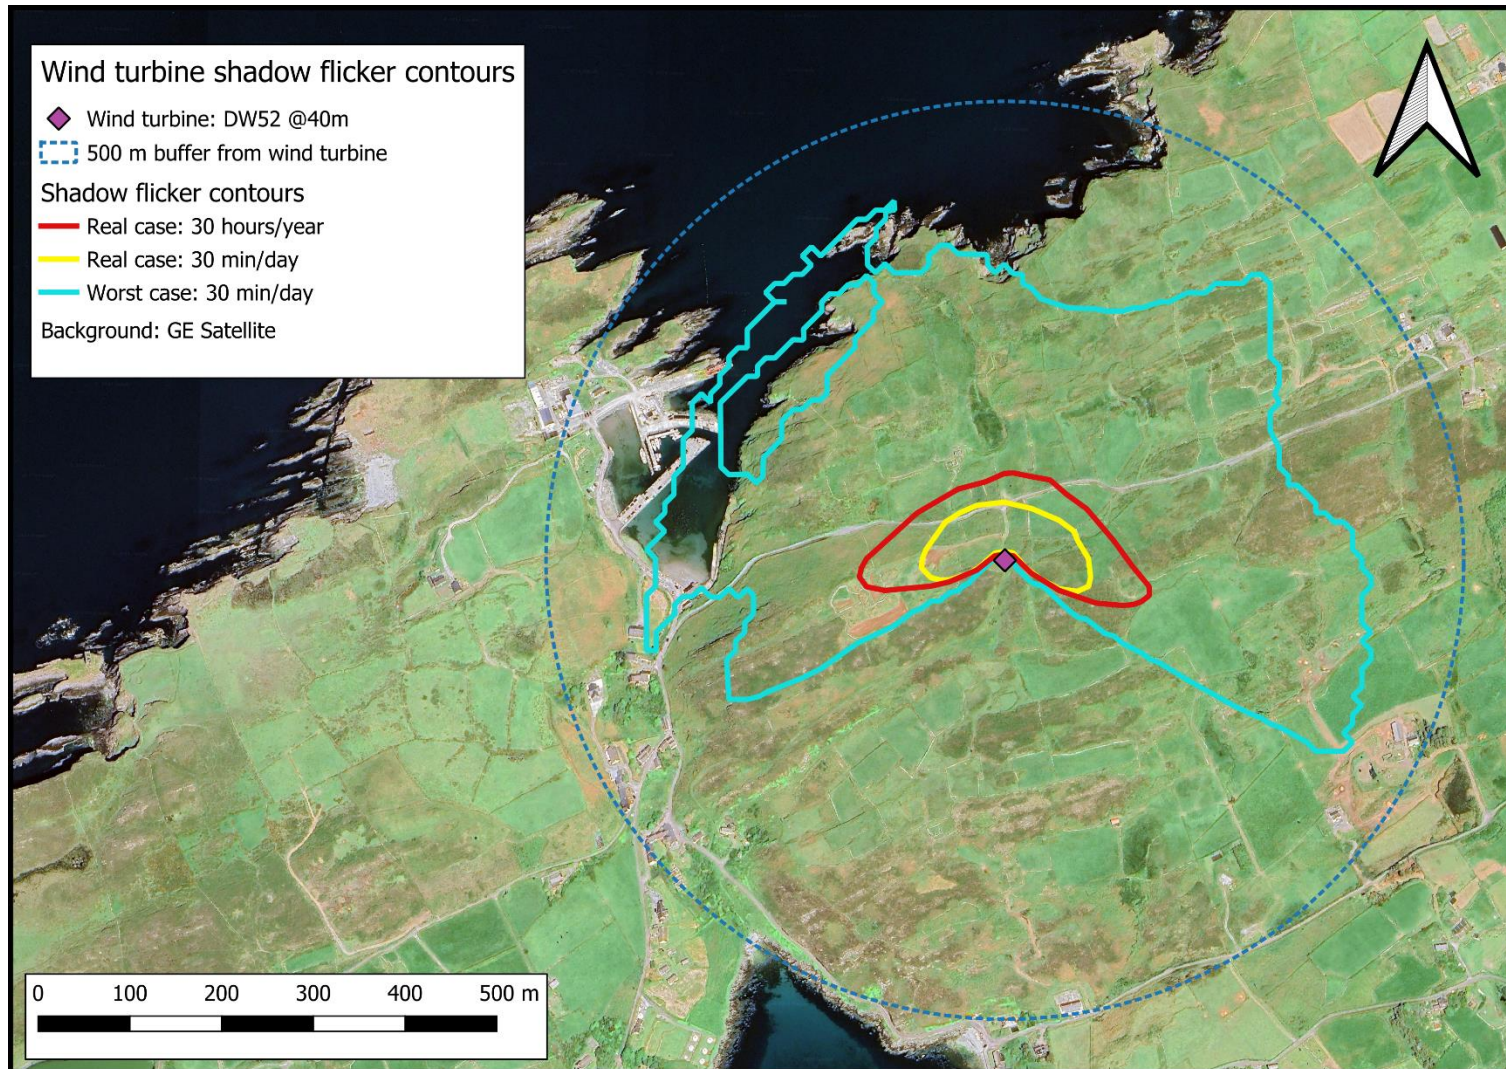 Wind turbine shadow flicker contours
Wind turbine: DW52 @40m
500 m buffer from wind turbine
Shadow flicker contours
Real case: 30 hours/year
Real case: 30 min/day
Worst case: 30 min/day
Background: GE Satellite
0 100 200 300 400 500 m